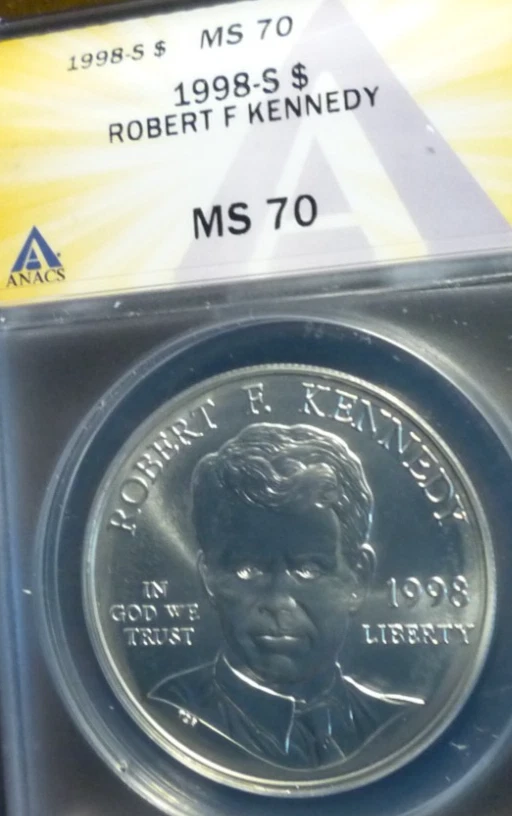 1998-S $ MS 70
1998-S $
ROBERT F KENNEDY
MS 70
ANACS
ROBERT F. KENNEDY
IN
GOD WE
TRUST
1998
LIBERTY